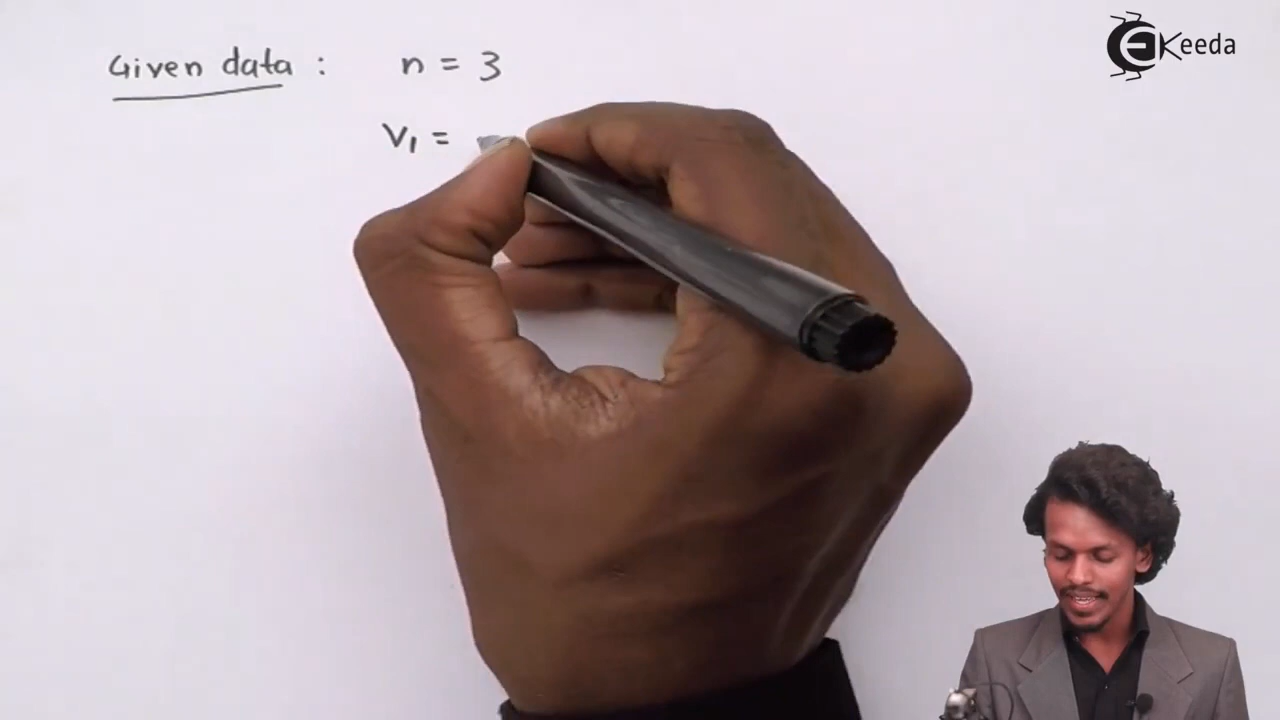 Given data : n = 3
V₁ =
EKeeda